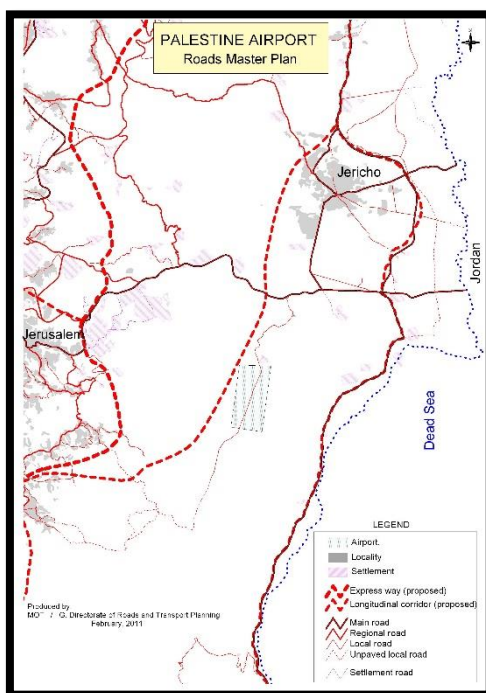 PALESTINE AIRPORT
Roads Master Plan
Jericho
Jordan
Jerusalem
Dead Sea
LEGEND
Airport.
Locality
Settlement
Express way (proposed)
Longitudinal corridor (proposed)
Main road
Regional road
Local road
Unpaved local road
Settlement road
Produced by
MOT / G. Directorate of Roads and Transport Planning
February, 2011